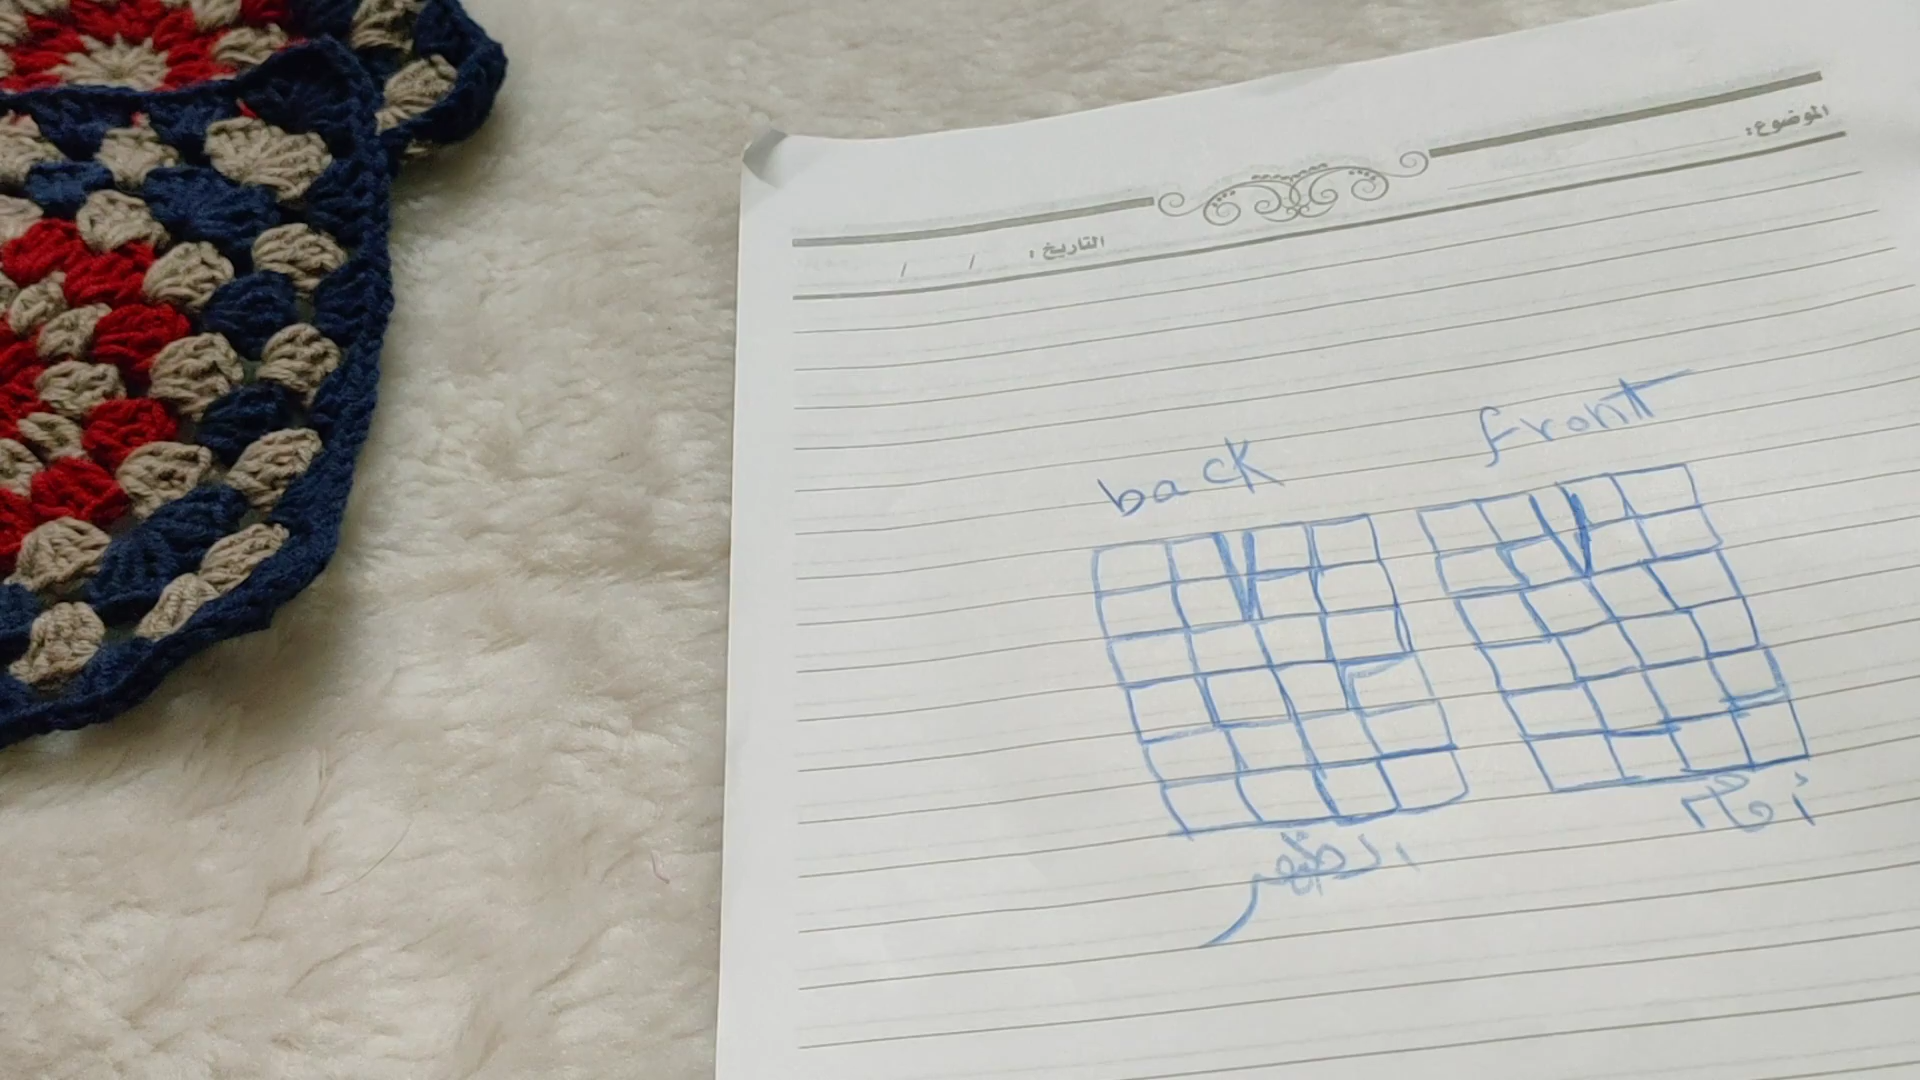 الموضوع:
التاريخ : / /
back
front
الظهر
أمام